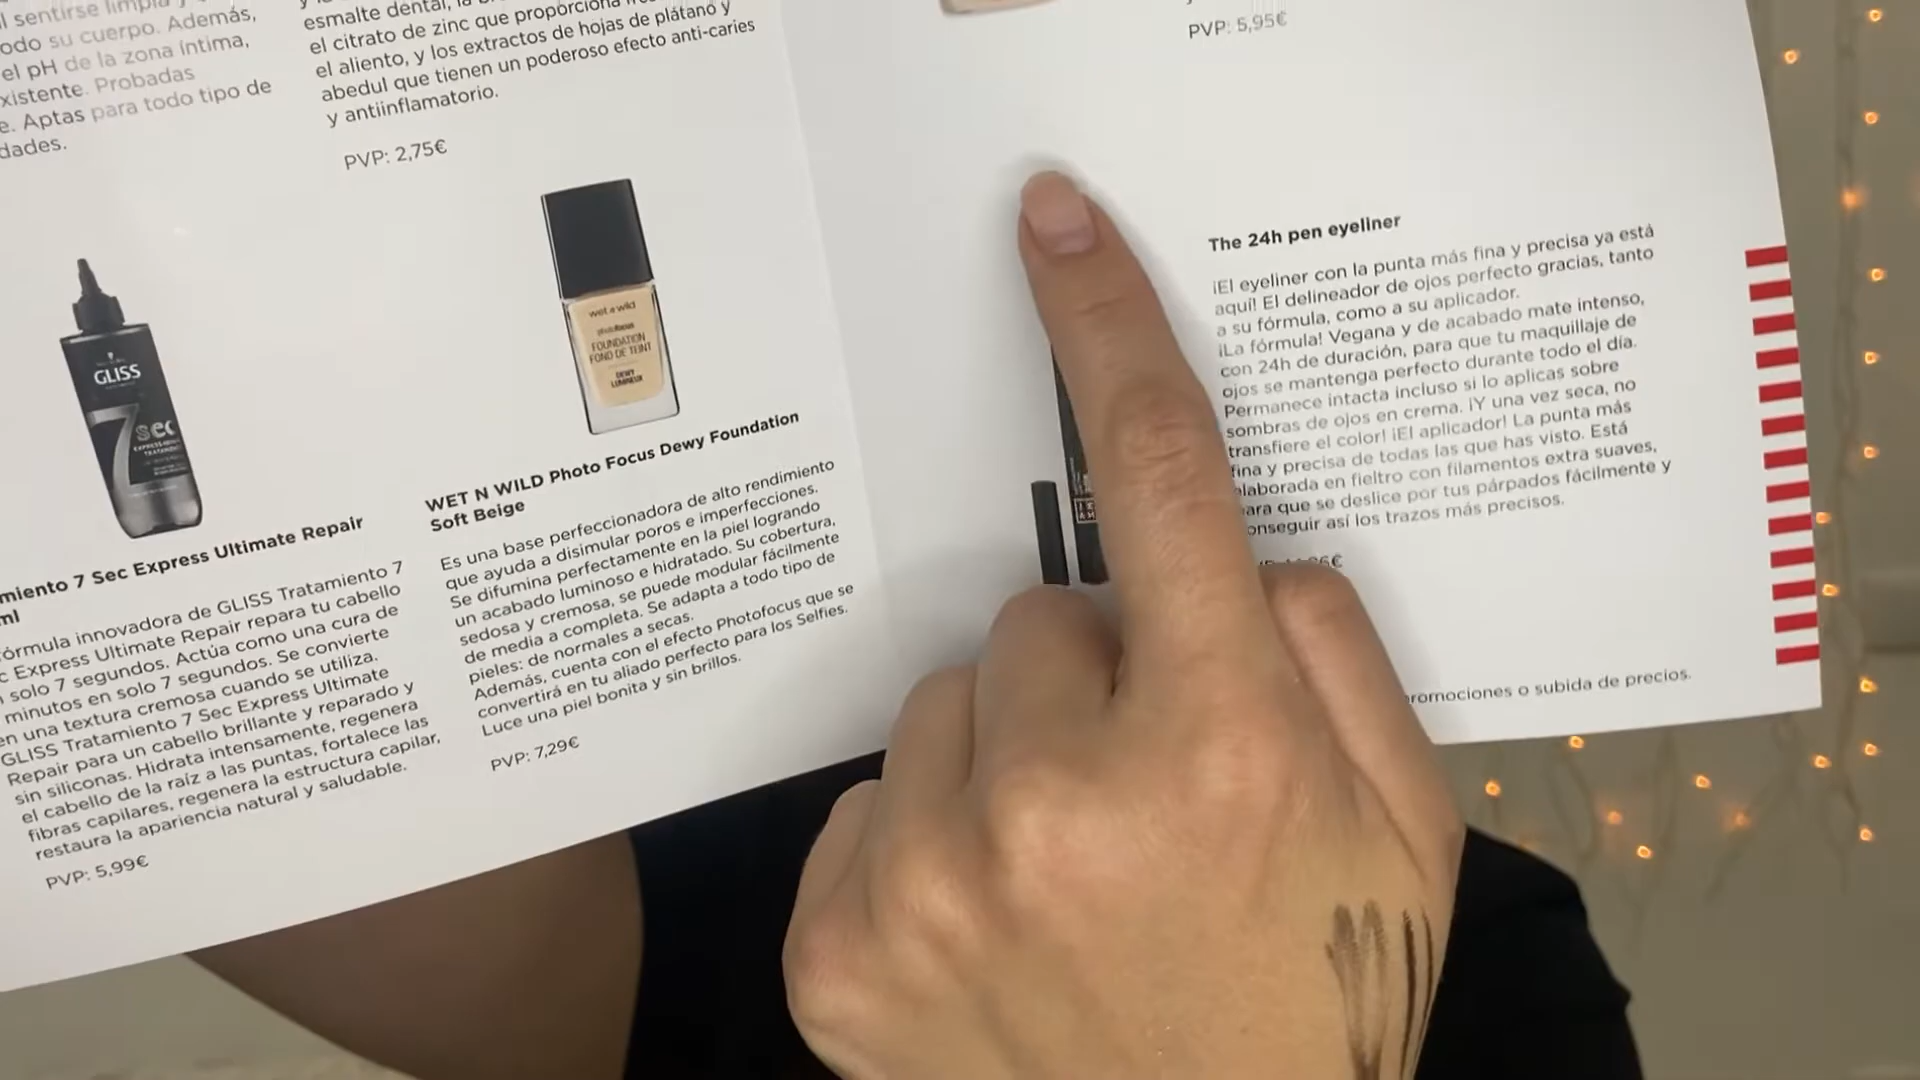 l sentirse limpia y
odo su cuerpo. Además,
el pH de la zona íntima,
xistente. Probadas
e. Aptas para todo tipo de
dades.
esmalte dental, la
el citrato de zinc que proporciona
el aliento, y los extractos de hojas de plátano y
abedul que tienen un poderoso efecto anti-caries
y antiinflamatorio.
PVP: 2,75€
GLISS
7
sec
miento 7 Sec Express Ultimate Repair
ml
órmula innovadora de GLISS Tratamiento 7
c Express Ultimate Repair repara tu cabello
solo 7 segundos. Actúa como una cura de
minutos en solo 7 segundos. Se convierte
en una textura cremosa cuando se utiliza.
GLISS Tratamiento 7 Sec Express Ultimate
Repair para un cabello brillante y reparado y
sin siliconas. Hidrata intensamente, regenera
el cabello de la raíz a las puntas, fortalece las
fibras capilares, regenera la estructura capilar,
restaura la apariencia natural y saludable.
PVP: 5,99€
wet n wild
photofocus
FOUNDATION
FOND DE TEINT
DEWY
LUMINEUX
WET N WILD Photo Focus Dewy Foundation
Soft Beige
Es una base perfeccionadora de alto rendimiento
que ayuda a disimular poros e imperfecciones.
Se difumina perfectamente en la piel logrando
un acabado luminoso e hidratado. Su cobertura,
sedosa y cremosa, se puede modular fácilmente
de media a completa. Se adapta a todo tipo de
pieles: de normales a secas.
Además, cuenta con el efecto Photofocus que se
convertirá en tu aliado perfecto para los Selfies.
Luce una piel bonita y sin brillos.
PVP: 7,29€
PVP: 5,95€
The 24h pen eyeliner
¡El eyeliner con la punta más fina y precisa ya está
aquí! El delineador de ojos perfecto gracias, tanto
a su fórmula, como a su aplicador.
¡La fórmula! Vegana y de acabado mate intenso,
con 24h de duración, para que tu maquillaje de
ojos se mantenga perfecto durante todo el día.
Permanece intacta incluso si lo aplicas sobre
sombras de ojos en crema. ¡Y una vez seca, no
transfiere el color! ¡El aplicador! La punta más
fina y precisa de todas las que has visto. Está
elaborada en fieltro con filamentos extra suaves,
para que se deslice por tus párpados fácilmente y
onseguir así los trazos más precisos.
promociones o subida de precios.